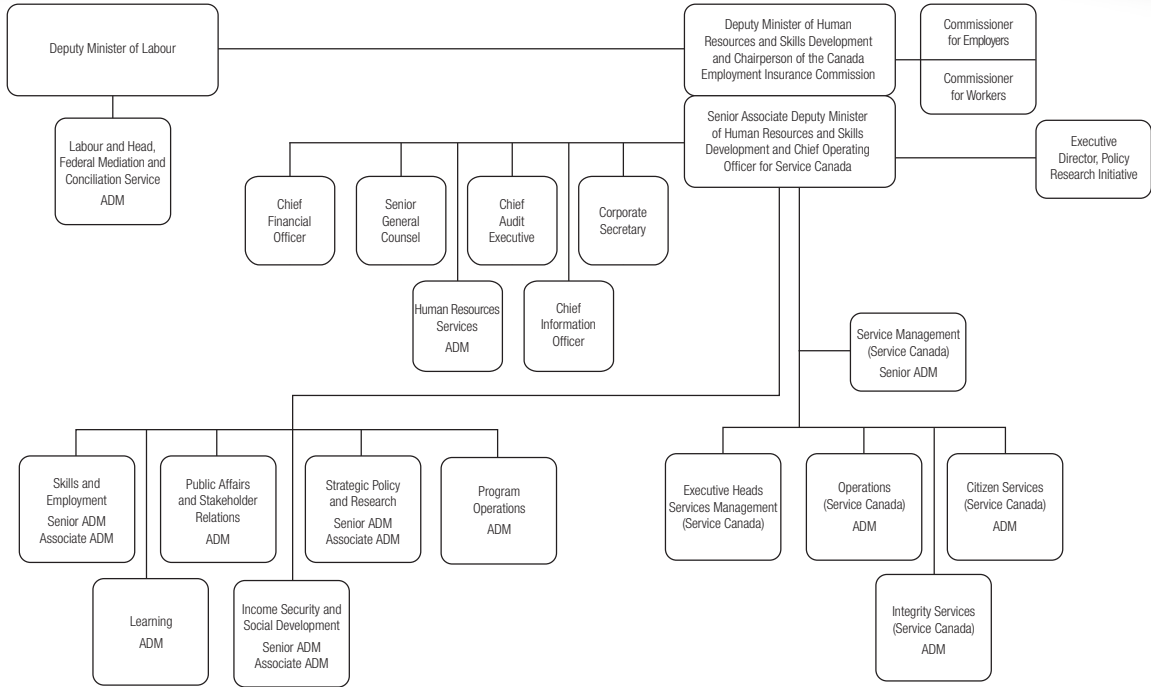 Deputy Minister of Labour
Deputy Minister of Human
Resources and Skills Development
and Chairperson of the Canada
Employment Insurance Commission
Commissioner
for Employers
Commissioner
for Workers
Labour and Head,
Federal Mediation and
Conciliation Service
ADM
Senior Associate Deputy Minister
of Human Resources and Skills
Development and Chief Operating
Officer for Service Canada
Executive
Director, Policy
Research Initiative
Chief
Financial
Officer
Senior
General
Counsel
Chief
Audit
Executive
Corporate
Secretary
Human Resources
Services
ADM
Chief
Information
Officer
Service Management
(Service Canada)
Senior ADM
Skills and
Employment
Senior ADM
Associate ADM
Public Affairs
and Stakeholder
Relations
ADM
Strategic Policy
and Research
Senior ADM
Associate ADM
Program
Operations
ADM
Executive Heads
Services Management
(Service Canada)
Operations
(Service Canada)
ADM
Citizen Services
(Service Canada)
ADM
Learning
ADM
Income Security and
Social Development
Senior ADM
Associate ADM
Integrity Services
(Service Canada)
ADM